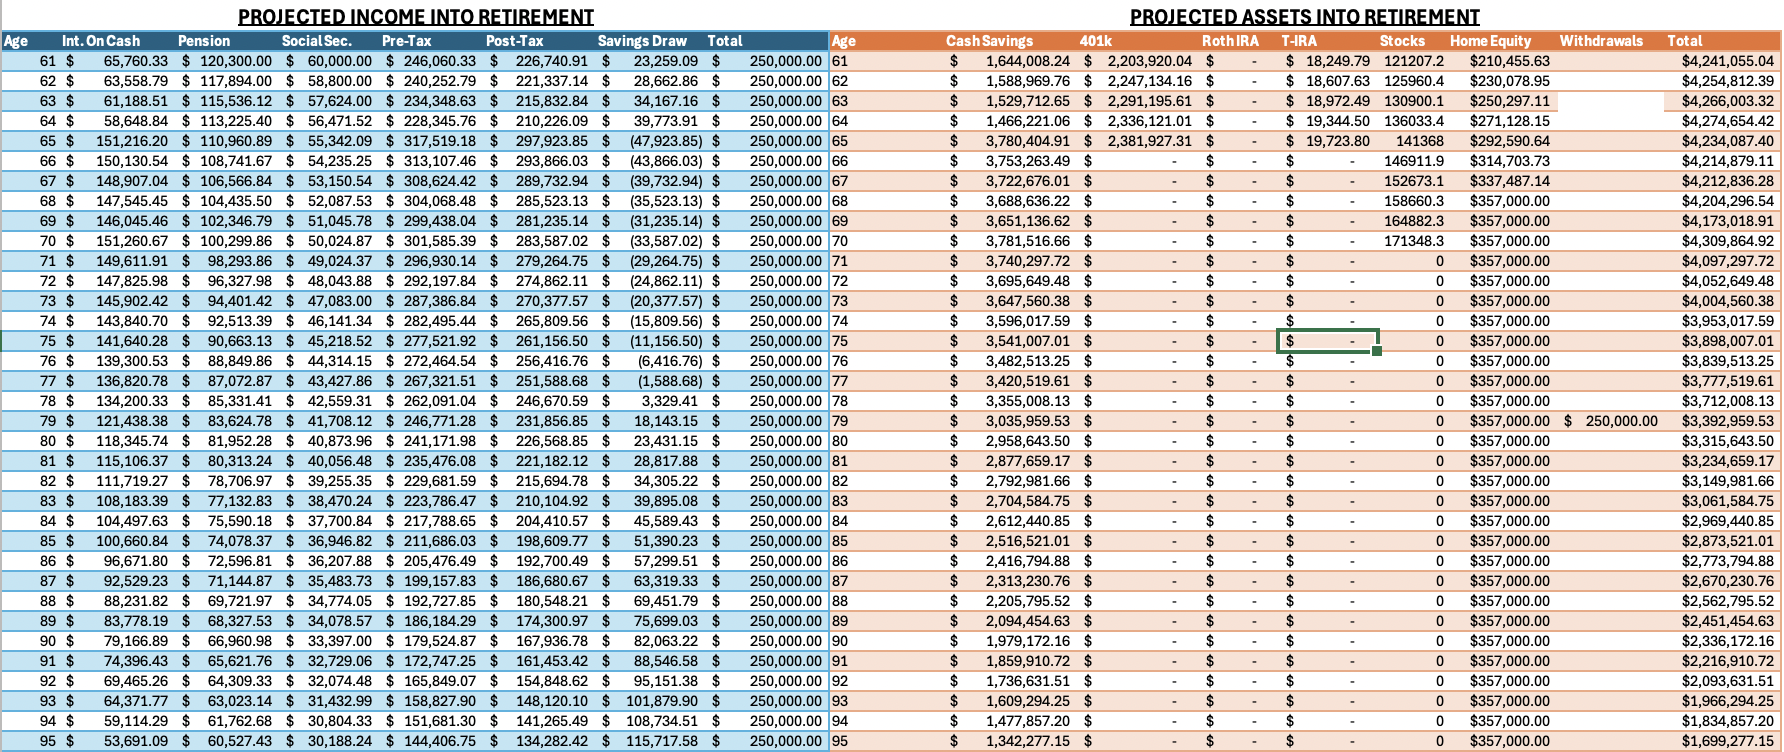 PROJECTED INCOME INTO RETIREMENT PROJECTED ASSETS INTO RETIREMENT
Age Int. On Cash Pension Social Sec. Pre-Tax Post-Tax Savings Draw Total Age Cash Savings 401k Roth IRA T-IRA Stocks Home Equity Withdrawals Total
61 $ 65,760.33 $ 120,300.00 $ 60,000.00 $ 246,060.33 $ 226,740.91 $ 23,259.09 $ 250,000.00 61 $ 1,644,008.24 $ 2,203,920.04 $ - $ 18,249.79 121207.2 $210,455.63 $4,241,055.04
62 $ 63,558.79 $ 117,894.00 $ 58,800.00 $ 240,252.79 $ 221,337.14 $ 28,662.86 $ 250,000.00 62 $ 1,588,969.76 $ 2,247,134.16 $ - $ 18,607.63 125960.4 $230,078.95 $4,254,812.39
63 $ 61,188.51 $ 115,536.12 $ 57,624.00 $ 234,348.63 $ 215,832.84 $ 34,167.16 $ 250,000.00 63 $ 1,529,712.65 $ 2,291,195.61 $ - $ 18,972.49 130900.1 $250,297.11 $4,266,003.32
64 $ 58,648.84 $ 113,225.40 $ 56,471.52 $ 228,345.76 $ 210,226.09 $ 39,773.91 $ 250,000.00 64 $ 1,466,221.06 $ 2,336,121.01 $ - $ 19,344.50 136033.4 $271,128.15 $4,274,654.42
65 $ 151,216.20 $ 110,960.89 $ 55,342.09 $ 317,519.18 $ 297,923.85 $ (47,923.85) $ 250,000.00 65 $ 3,780,404.91 $ 2,381,927.31 $ - $ 19,723.80 141368 $292,590.64 $4,234,087.40
66 $ 150,130.54 $ 108,741.67 $ 54,235.25 $ 313,107.46 $ 293,866.03 $ (43,866.03) $ 250,000.00 66 $ 3,753,263.49 $ - $ - $ - 146911.9 $314,703.73 $4,214,879.11
67 $ 148,907.04 $ 106,566.84 $ 53,150.54 $ 308,624.42 $ 289,732.94 $ (39,732.94) $ 250,000.00 67 $ 3,722,676.01 $ - $ - $ - 152673.1 $337,487.14 $4,212,836.28
68 $ 147,545.45 $ 104,435.50 $ 52,087.53 $ 304,068.48 $ 285,523.13 $ (35,523.13) $ 250,000.00 68 $ 3,688,636.22 $ - $ - $ - 158660.3 $357,000.00 $4,204,296.54
69 $ 146,045.46 $ 102,346.79 $ 51,045.78 $ 299,438.04 $ 281,235.14 $ (31,235.14) $ 250,000.00 69 $ 3,651,136.62 $ - $ - $ - 164882.3 $357,000.00 $4,173,018.91
70 $ 151,260.67 $ 100,299.86 $ 50,024.87 $ 301,585.39 $ 283,587.02 $ (33,587.02) $ 250,000.00 70 $ 3,781,516.66 $ - $ - $ - 171348.3 $357,000.00 $4,309,864.92
71 $ 149,611.91 $ 98,293.86 $ 49,024.37 $ 296,930.14 $ 279,264.75 $ (29,264.75) $ 250,000.00 71 $ 3,740,297.72 $ - $ - $ - 0 $357,000.00 $4,097,297.72
72 $ 147,825.98 $ 96,327.98 $ 48,043.88 $ 292,197.84 $ 274,862.11 $ (24,862.11) $ 250,000.00 72 $ 3,695,649.48 $ - $ - $ - 0 $357,000.00 $4,052,649.48
73 $ 145,902.42 $ 94,401.42 $ 47,083.00 $ 287,386.84 $ 270,377.57 $ (20,377.57) $ 250,000.00 73 $ 3,647,560.38 $ - $ - $ - 0 $357,000.00 $4,004,560.38
74 $ 143,840.70 $ 92,513.39 $ 46,141.34 $ 282,495.44 $ 265,809.56 $ (15,809.56) $ 250,000.00 74 $ 3,596,017.59 $ - $ - $ - 0 $357,000.00 $3,953,017.59
75 $ 141,640.28 $ 90,663.13 $ 45,218.52 $ 277,521.92 $ 261,156.50 $ (11,156.50) $ 250,000.00 75 $ 3,541,007.01 $ - $ - $ - 0 $357,000.00 $3,898,007.01
76 $ 139,300.53 $ 88,849.86 $ 44,314.15 $ 272,464.54 $ 256,416.76 $ (6,416.76) $ 250,000.00 76 $ 3,482,513.25 $ - $ - $ - 0 $357,000.00 $3,839,513.25
77 $ 136,820.78 $ 87,072.87 $ 43,427.86 $ 267,321.51 $ 251,588.68 $ (1,588.68) $ 250,000.00 77 $ 3,420,519.61 $ - $ - $ - 0 $357,000.00 $3,777,519.61
78 $ 134,200.33 $ 85,331.41 $ 42,559.31 $ 262,091.04 $ 246,670.59 $ 3,329.41 $ 250,000.00 78 $ 3,355,008.13 $ - $ - $ - 0 $357,000.00 $3,712,008.13
79 $ 121,438.38 $ 83,624.78 $ 41,708.12 $ 246,771.28 $ 231,856.85 $ 18,143.15 $ 250,000.00 79 $ 3,035,959.53 $ - $ - $ - 0 $357,000.00 $ 250,000.00 $3,392,959.53
80 $ 118,345.74 $ 81,952.28 $ 40,873.96 $ 241,171.98 $ 226,568.85 $ 23,431.15 $ 250,000.00 80 $ 2,958,643.50 $ - $ - $ - 0 $357,000.00 $3,315,643.50
81 $ 115,106.37 $ 80,313.24 $ 40,056.48 $ 235,476.08 $ 221,182.12 $ 28,817.88 $ 250,000.00 81 $ 2,877,659.17 $ - $ - $ - 0 $357,000.00 $3,234,659.17
82 $ 111,719.27 $ 78,706.97 $ 39,255.35 $ 229,681.59 $ 215,694.78 $ 34,305.22 $ 250,000.00 82 $ 2,792,981.66 $ - $ - $ - 0 $357,000.00 $3,149,981.66
83 $ 108,183.39 $ 77,132.83 $ 38,470.24 $ 223,786.47 $ 210,104.92 $ 39,895.08 $ 250,000.00 83 $ 2,704,584.75 $ - $ - $ - 0 $357,000.00 $3,061,584.75
84 $ 104,497.63 $ 75,590.18 $ 37,700.84 $ 217,788.65 $ 204,410.57 $ 45,589.43 $ 250,000.00 84 $ 2,612,440.85 $ - $ - $ - 0 $357,000.00 $2,969,440.85
85 $ 100,660.84 $ 74,078.37 $ 36,946.82 $ 211,686.03 $ 198,609.77 $ 51,390.23 $ 250,000.00 85 $ 2,516,521.01 $ - $ - $ - 0 $357,000.00 $2,873,521.01
86 $ 96,671.80 $ 72,596.81 $ 36,207.88 $ 205,476.49 $ 192,700.49 $ 57,299.51 $ 250,000.00 86 $ 2,416,794.88 $ - $ - $ - 0 $357,000.00 $2,773,794.88
87 $ 92,529.23 $ 71,144.87 $ 35,483.73 $ 199,157.83 $ 186,680.67 $ 63,319.33 $ 250,000.00 87 $ 2,313,230.76 $ - $ - $ - 0 $357,000.00 $2,670,230.76
88 $ 88,231.82 $ 69,721.97 $ 34,774.05 $ 192,727.85 $ 180,548.21 $ 69,451.79 $ 250,000.00 88 $ 2,205,795.52 $ - $ - $ - 0 $357,000.00 $2,562,795.52
89 $ 83,778.19 $ 68,327.53 $ 34,078.57 $ 186,184.29 $ 174,300.97 $ 75,699.03 $ 250,000.00 89 $ 2,094,454.63 $ - $ - $ - 0 $357,000.00 $2,451,454.63
90 $ 79,166.89 $ 66,960.98 $ 33,397.00 $ 179,524.87 $ 167,936.78 $ 82,063.22 $ 250,000.00 90 $ 1,979,172.16 $ - $ - $ - 0 $357,000.00 $2,336,172.16
91 $ 74,396.43 $ 65,621.76 $ 32,729.06 $ 172,747.25 $ 161,453.42 $ 88,546.58 $ 250,000.00 91 $ 1,859,910.72 $ - $ - $ - 0 $357,000.00 $2,216,910.72
92 $ 69,465.26 $ 64,309.33 $ 32,074.48 $ 165,849.07 $ 154,848.62 $ 95,151.38 $ 250,000.00 92 $ 1,736,631.51 $ - $ - $ - 0 $357,000.00 $2,093,631.51
93 $ 64,371.77 $ 63,023.14 $ 31,432.99 $ 158,827.90 $ 148,120.10 $ 101,879.90 $ 250,000.00 93 $ 1,609,294.25 $ - $ - $ - 0 $357,000.00 $1,966,294.25
94 $ 59,114.29 $ 61,762.68 $ 30,804.33 $ 151,681.30 $ 141,265.49 $ 108,734.51 $ 250,000.00 94 $ 1,477,857.20 $ - $ - $ - 0 $357,000.00 $1,834,857.20
95 $ 53,691.09 $ 60,527.43 $ 30,188.24 $ 144,406.75 $ 134,282.42 $ 115,717.58 $ 250,000.00 95 $ 1,342,277.15 $ - $ - $ - 0 $357,000.00 $1,699,277.15